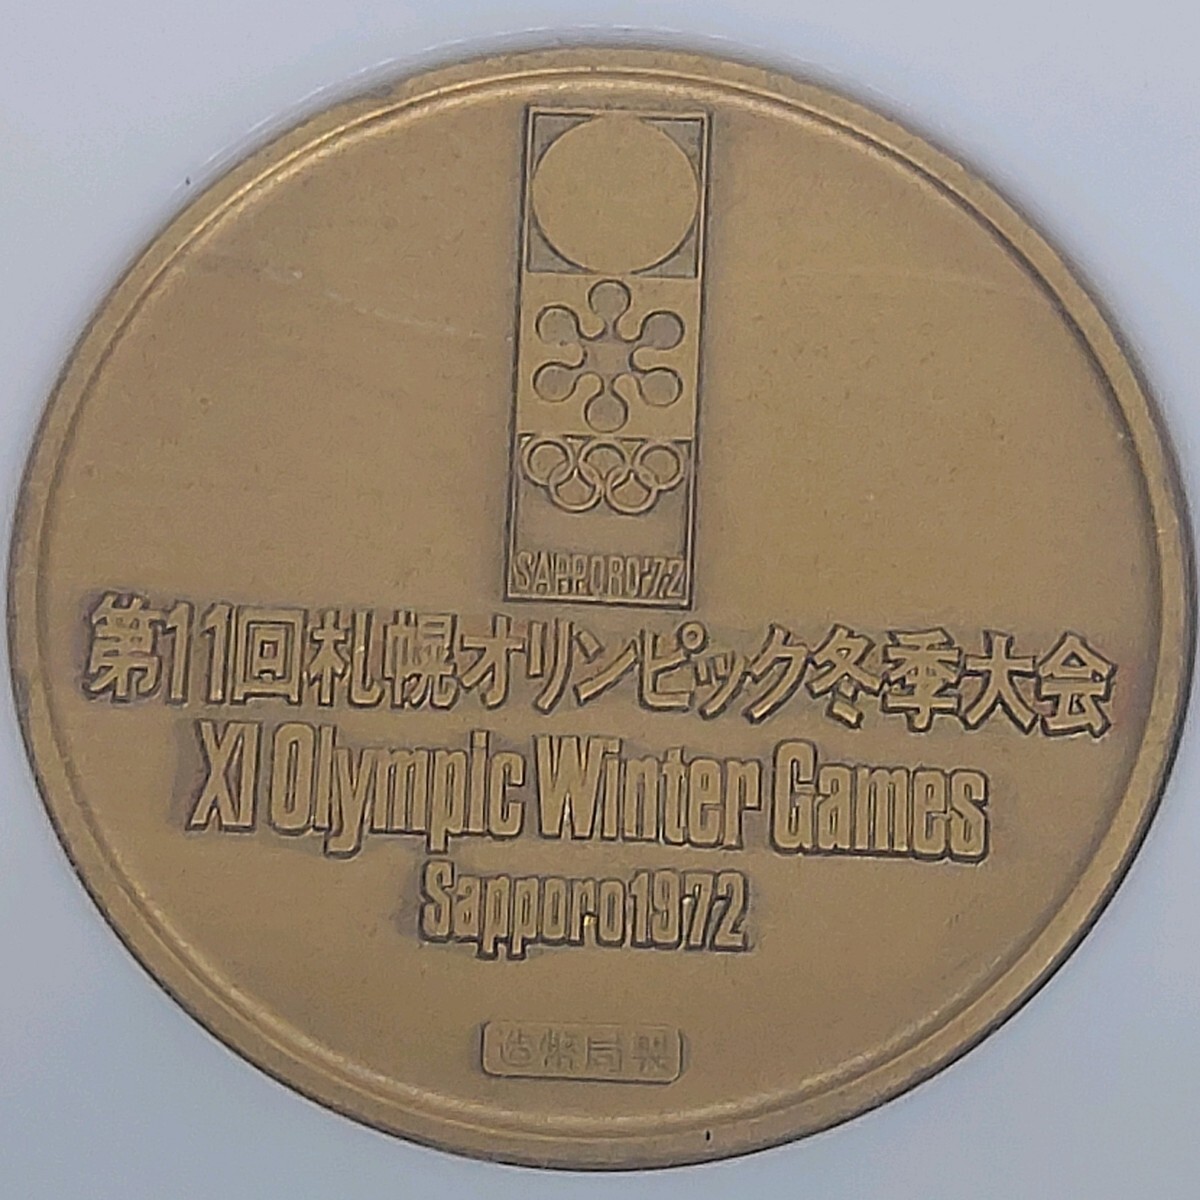 SAPPORO'72
第11回札幌オリンピック冬季大会
XI Olympic Winter Games
Sapporo1972
造幣局製